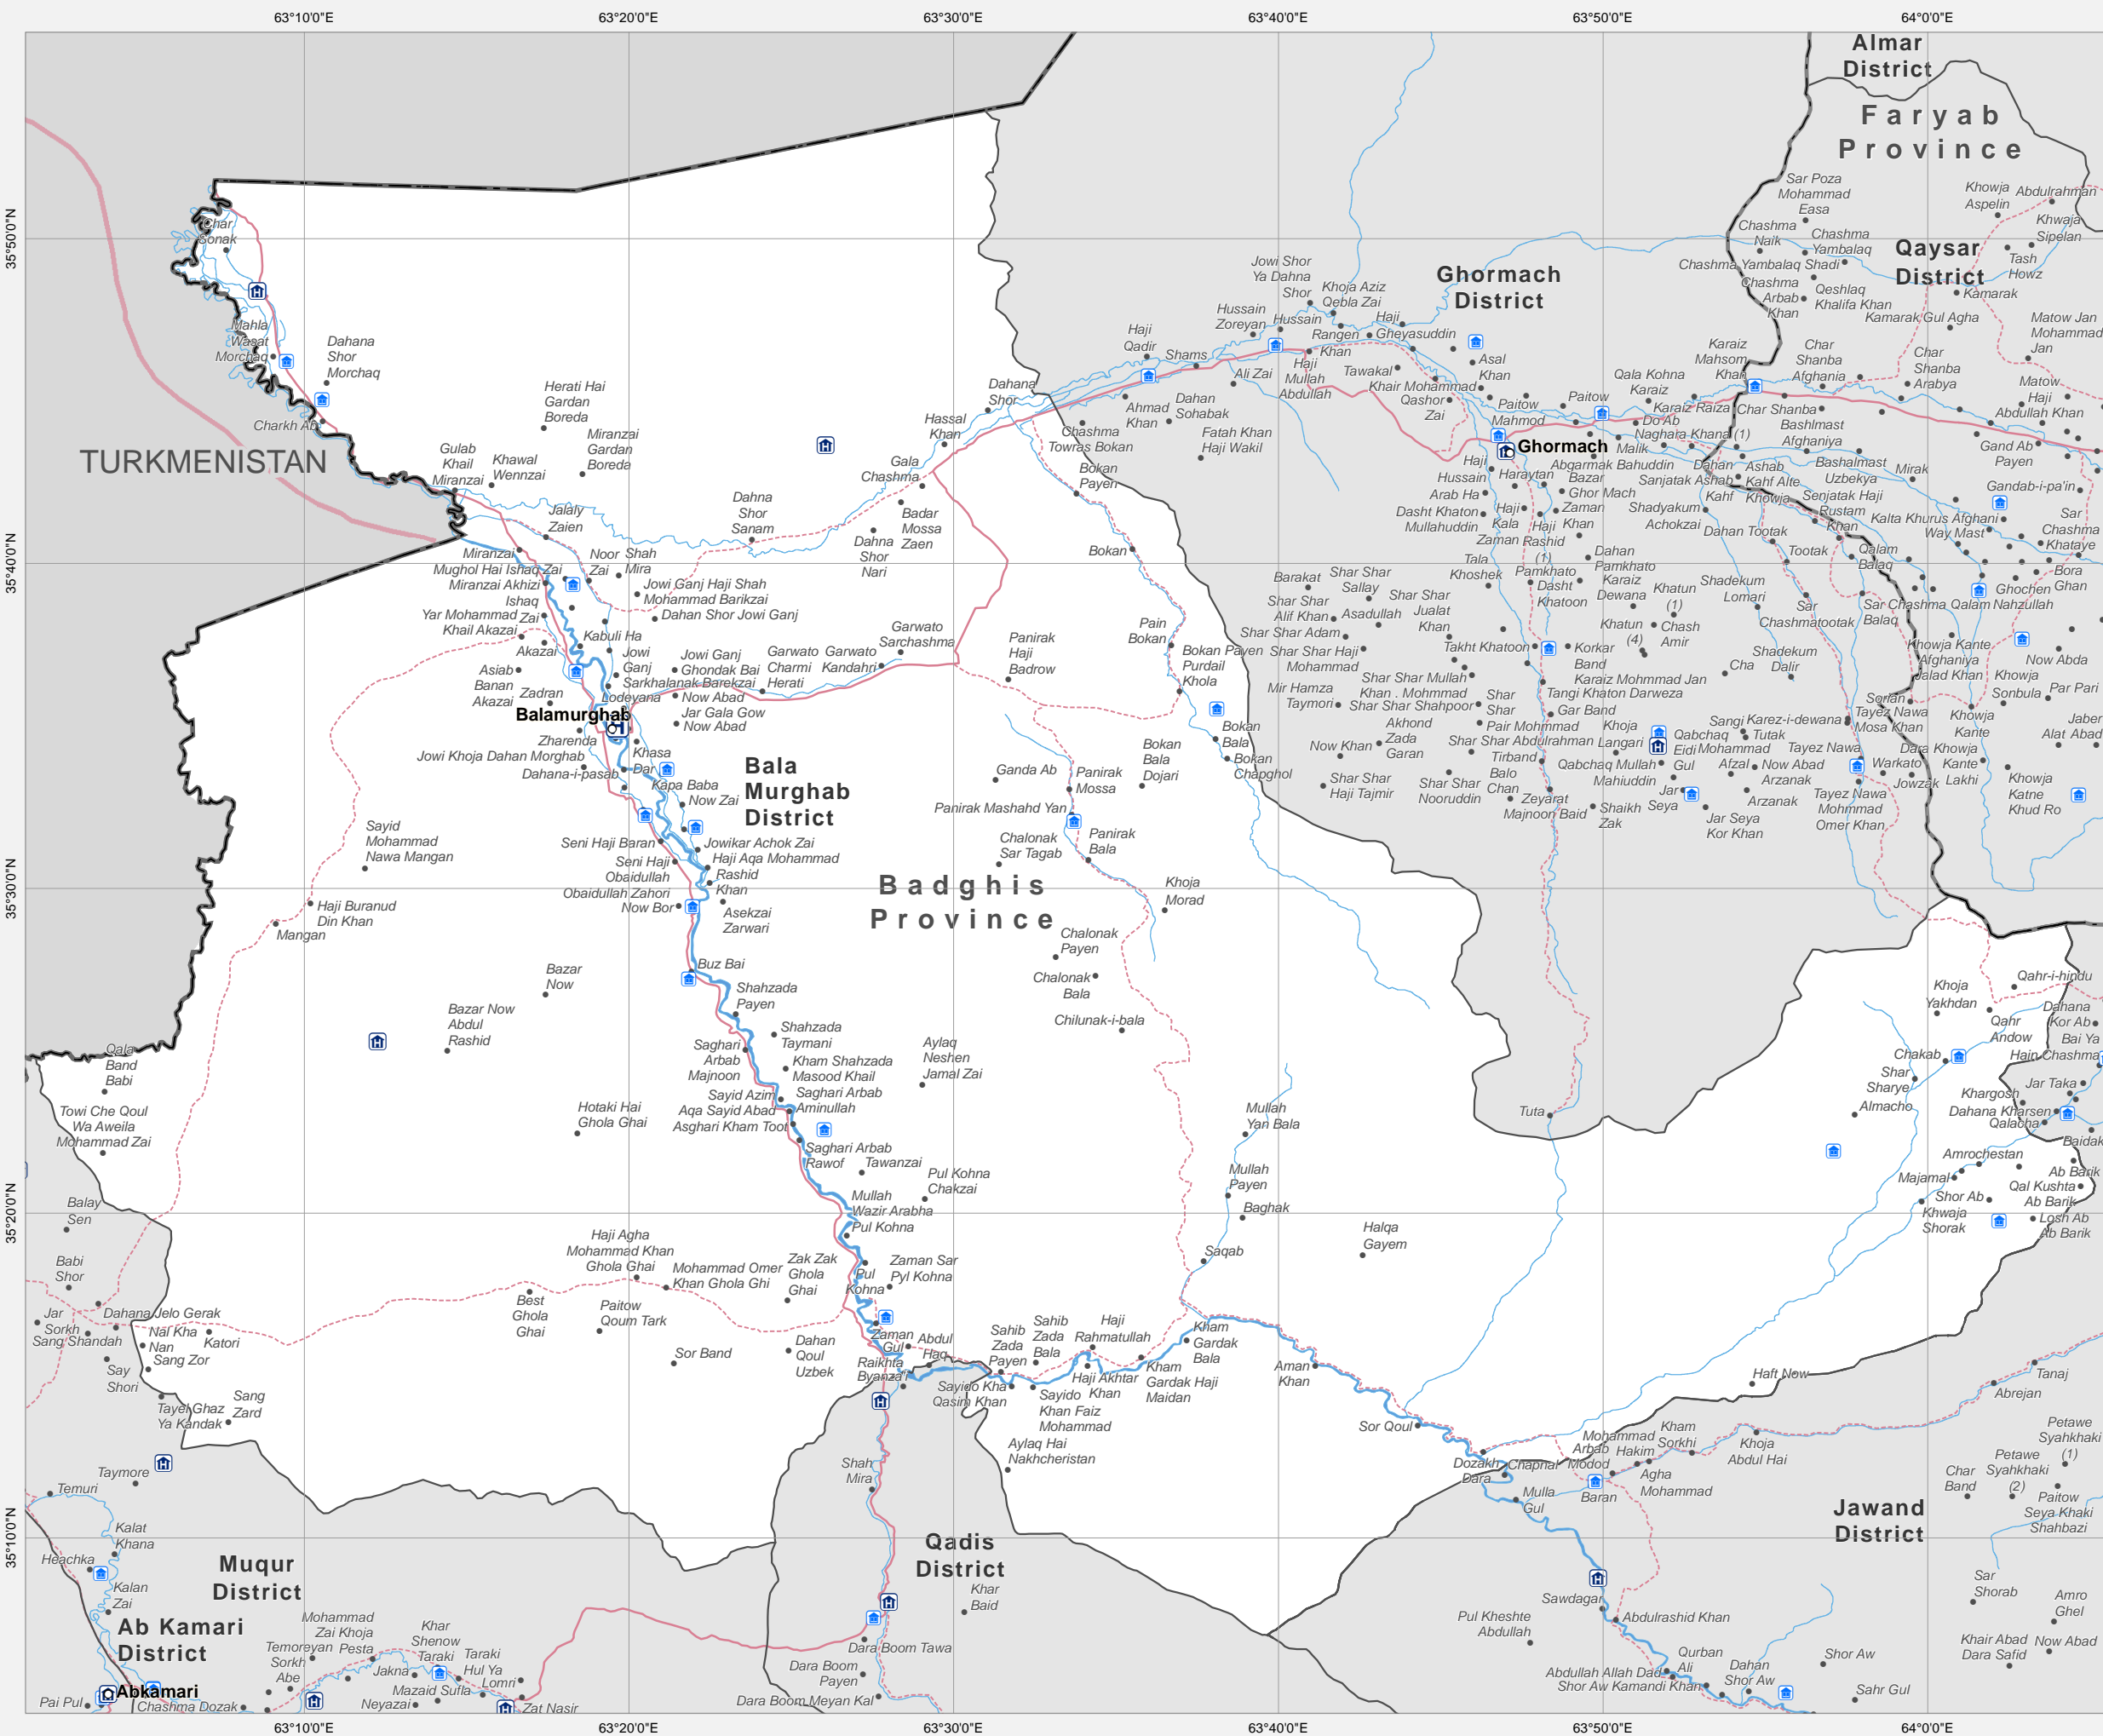 63°10'0"E
63°20'0"E
63°30'0"E
63°40'0"E
63°50'0"E
64°0'0"E
Almar
District
Faryab
Province
Sar Poza
Mohammad
Easa
Khowja
Aspelin
Abdulrahman
Khwaja
Sipelan
35°50'0"N
Char
Sonak
Chashma
Naik
Chashma
Yambalaq
Qaysar
District
Tash
Howz
Chashma Yambalaq Shadi
Chashma
Arbab
Khan
Qeshlaq
Khalifa Khan
Kamarak
Kamarak Gul Agha
Matow Jan
Mohammad
Jan
Jowi Shor
Ya Dahna
Shor
Khoja Aziz
Qebla Zai
Ghormach
District
Hussain
Zoreyan
Hussain
Rangen
Khan
Haji
Gheyasuddin
Haji
Qadir
Shams
Ali Zai
Haji
Mullah
Abdullah
Tawakal
Khair Mohammad
Qashor
Zai
Asal
Khan
Karaiz
Mahsom
Khan
Char
Shanba
Afghania
Char
Shanba
Arabya
Mahla
Wasat
Morchaq
Dahana
Shor
Morchaq
Charkh Ab
TURKMENISTAN
Herati Hai
Gardan
Boreda
Miranzai
Gardan
Boreda
Gulab
Khail
Miranzai
Khawal
Wennzai
Hassal
Khan
Dahana
Shor
Ahmad
Khan
Dahan
Sohabak
Fatah Khan
Haji Wakil
Chashma
Towras Bokan
Bokan
Payen
Gala
Chashma
Badar
Mossa
Zaen
Dahna
Shor
Sanam
Dahna
Shor
Nari
Jalaly
Zaien
Paitow
Mahmod
Paitow
Qala Kohna
Karaiz
Karaiz Raiza
Do Ab
Naghara Khana (1)
Malik
Char Shanba
Bashlmast
Afghaniya
Matow
Haji
Abdullah Khan
Gand Ab
Payen
Ghormach
Abgarmak Bahuddin
Bazar
Haji
Hussain
Haraytan
Arab Ha
Ghor Mach
Zaman
Khan
Dasht Khaton
Mullahuddin
Haji
Kala
Zaman
Haji
Rashid
(1)
Sanjatak Ashab
Dahan
Kahf
Ashab
Kahf Alte
Khowja
Bashalmast
Uzbekya
Mirak
Gandab-i-pa'in
Senjatak Haji
Rustam
Khan
Shadyakum
Achokzai
Kalta Khurus Afghani
Way Mast
Sar
Chashma
Khataye
Dahan Tootak
Tootak
Qalam
Balaq
Bora
Ghan
Ghochen
35°40'0"N
Miranzai
Mughol Hai Ishaq Zai
Miranzai Akhizi
Noor
Zai
Shah
Mira
Jowi Ganj Haji Shah
Mohammad Barikzai
Dahan Shor Jowi Ganj
Ishaq
Zai
Yar Mohammad
Khail Akazai
Akazai
Kabuli Ha
Jowi
Ganj
Jowi Ganj
Ghondak Bai
Sarkhalanak Barekzai
Now Abad
Jar Gala Gow
Now Abad
Garwato
Charmi
Herati
Garwato
Kandahri
Garwato
Sarchashma
Asiab
Banan
Akazai
Zadran
Akazai
Lodeyana
Balamurghab
Bokan
Pain
Bokan
Bokan Payen
Purdail
Khola
Panirak
Haji
Badrow
Barakat
Shar Shar
Sallay
Shar Shar
Alif Khan
Asadullah
Shar Shar
Jualat
Khan
Shar Shar Adam
Shar Shar Haji
Mohammad
Tala
Khoshek
Pamkhato
Dasht
Khatoon
Dahan
Pamkhato
Karaiz
Dewana
Khatun
(1)
Khatun
(4)
Chash
Amir
Shadekum
Lomari
Sar
Chashmatootak
Sar Chashma Qalam Nahzullah
Balaq
Takht Khatoon
Korkar
Band
Karaiz Mohmmad Jan
Cha
Shadekum
Dalir
Khowja Kante
Afghaniya
Jalad Khan
Now Abda
Khowja
Sonbula
Par Pari
Shar Shar Mullah
Khan . Mohmmad
Shar Shar Shahpoor
Mir Hamza
Taymori
Tangi Khaton Darweza
Shar
Shar
Gar Band
Pair Mohmmad
Khoja
Langari
Qabchaq
Eidi
Mohammad
Gul
Sangi
Tutak
Karez-i-dewana
Sorian
Tayez Nawa
Mosa Khan
Khowja
Kante
Jaber
Alat Abad
Akhond
Zada
Garan
Now Khan
Shar Shar Abdulrahman
Tirband
Qabchaq Mullah
Mahiuddin
Afzal
Now Abad
Arzanak
Arzanak
Tayez Nawa
Dara Khowja
Kante
Lakhi
Warkato
Jowzak
Khowja
Katne
Khud Ro
Tayez Nawa
Mohmmad
Omer Khan
Shar Shar
Haji Tajmir
Shar Shar
Nooruddin
Balo
Chan
Zeyarat
Majnoon Baid
Shaikh
Zak
Jar
Seya
Jar Seya
Kor Khan
Zharenda
Jowi Khoja Dahan Morghab
Dahana-i-pasab
Khasa
Dar
Kapa Baba
Now Zai
Bala
Murghab
District
Bokan
Bala
Bokan
Chapghol
Bokan
Bala
Dojari
Ganda Ab
Panirak
Mossa
Panirak Mashahd Yan
Chalonak
Sar Tagab
Panirak
Bala
Sayid
Mohammad
Nawa Mangan
Seni Haji Baran
Jowikar Achok Zai
Seni Haji
Obaidullah
Haji Aqa Mohammad
Rashid
Khan
Obaidullah Zahori
Now Bor
Asekzai
Zarwari
35°30'0"N
Badghis
Province
Khoja
Morad
Haji Buranud
Din Khan
Mangan
Chalonak
Payen
Chalonak
Bala
Chilunak-i-bala
Bazar
Now
Bazar Now
Abdul
Rashid
Buz Bai
Shahzada
Payen
Shahzada
Taymani
Saghari
Arbab
Majnoon
Kham Shahzada
Masood Khail
Aylaq
Neshen
Jamal Zai
Sayid Azim
Saghari Arbab
Aminullah
Aqa Sayid Abad
Asghari Kham Toot
Saghari Arbab
Rawof
Tawanzai
Qala
Band
Babi
Towi Che Qoul
Wa Aweila
Mohammad Zai
Hotaki Hai
Ghola Ghai
Khoja
Yakhdan
Qahr-i-hindu
Qahr
Andow
Dahana
Kor Ab
Bai Ya
Hain Chashma
Chakab
Shar
Sharye
Almacho
Khargosh
Jar Taka
Dahana Kharsen
Qalacha
Baidak
Tuta
Mullah
Yan Bala
Mullah
Payen
Baghak
Pul Kohna
Chakzai
Amrochestan
Majamal
Ab Barik
Qal Kushta
Ab Barik
Shor Ab
Khwaja
Shorak
Losh Ab
Ab Barik
35°20'0"N
Balay
Sen
Mullah
Wazir Arabha
Pul Kohna
Halqa
Gayem
Saqab
Babi
Shor
Haji Agha
Mohammad Khan
Ghola Ghai
Mohammad Omer
Khan Ghola Ghi
Zak Zak
Ghola
Ghai
Pul
Kohna
Zaman Sar
Pyl Kohna
Best
Ghola
Ghai
Paitow
Qoum Tark
Sor Band
Dahan
Qoul
Uzbek
Jar
Sorkh
Dahana Jelo Gerak
Sang Shandah
Nal Kha
Nan
Katori
Sang Zor
Say
Shori
Tayel Ghaz
Ya Kandak
Sang
Zard
Zaman
Gul
Abdul
Haq
Raikhta
Byanzai
Sahib
Zada
Payen
Sahib
Zada
Bala
Haji
Rahmatullah
Kham
Gardak
Bala
Sayido Kha
Qasim Khan
Sayido
Khan Faiz
Mohammad
Haji Akhtar
Khan
Kham
Gardak Haji
Maidan
Aman
Khan
Haft Now
Tanaj
Abrejan
Aylaq Hai
Nakhcheristan
Sor Qoul
Dozakh
Dara
Chapnal
Mohammad
Arbab
Modod
Hakim
Kham
Sorkhi
Khoja
Abdul Hai
Agha
Mohammad
Baran
Petawe
Syahkhaki
(1)
Petawe
Syahkhaki
(2)
Char
Band
Paitow
Seya Khaki
Shahbazi
Taymore
Temuri
Shah
Mira
Mulla
Gul
Jawand
District
35°10'0"N
Kalat
Khana
Heachka
Muqur
District
Kalan
Zai
Qadis
District
Khar
Baid
Sawdagar
Abdulrashid Khan
Pul Kheshte
Abdullah
Sar
Shorab
Amro
Ghel
Khair Abad
Dara Safid
Now Abad
Ab Kamari
District
Mohammad
Zai Khoja
Pesta
Temoreyan
Sorkh
Abe
Khar
Shenow
Taraki
Taraki
Hul Ya
Jakna
Lomri
Mazaid Sufla
Neyazai
Zat Nasir
Abkamari
Pai Pul
Chashma Dozak
Dara Boom Tawa
Dara Boom
Payen
Dara Boom Meyan Kal
Qurban
Ali
Abdullah Allah Dad
Shor Aw Kamandi Khan
Dahan
Shor Aw
Shor Aw
Sahr Gul
63°10'0"E
63°20'0"E
63°30'0"E
63°40'0"E
63°50'0"E
64°0'0"E